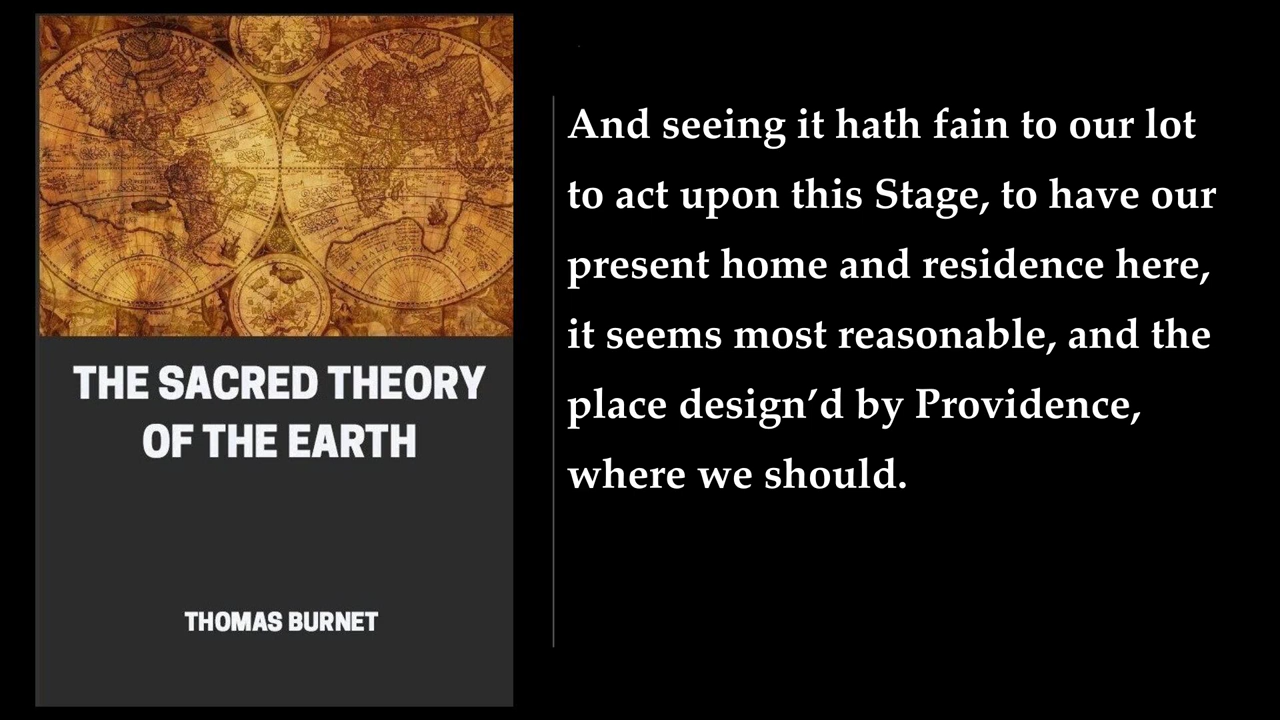 THE SACRED THEORY
OF THE EARTH
THOMAS BURNET
And seeing it hath fain to our lot
to act upon this Stage, to have our
present home and residence here,
it seems most reasonable, and the
place design’d by Providence,
where we should.